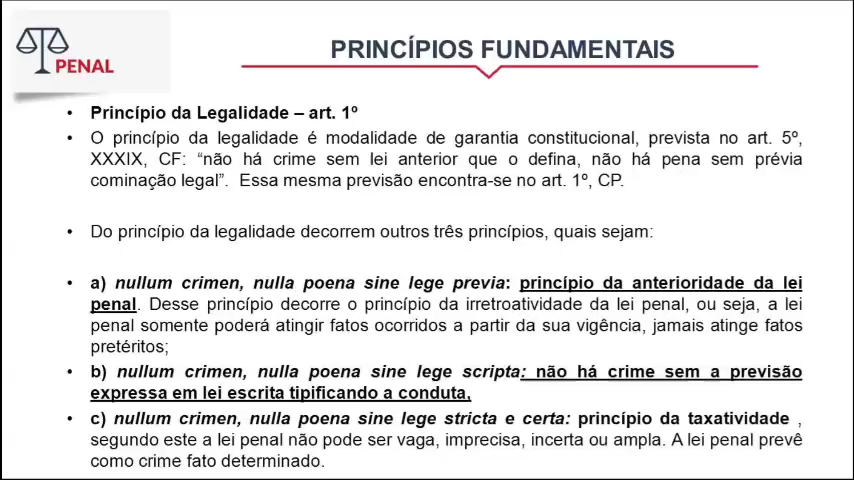 PENAL
PRINCÍPIOS FUNDAMENTAIS
• Princípio da Legalidade – art. 1º
• O princípio da legalidade é modalidade de garantia constitucional, prevista no art. 5º,
XXXIX, CF: “não há crime sem lei anterior que o defina, não há pena sem prévia
cominação legal”. Essa mesma previsão encontra-se no art. 1º, CP.
• Do princípio da legalidade decorrem outros três princípios, quais sejam:
• a) nullum crimen, nulla poena sine lege previa: princípio da anterioridade da lei
penal. Desse princípio decorre o princípio da irretroatividade da lei penal, ou seja, a lei
penal somente poderá atingir fatos ocorridos a partir da sua vigência, jamais atinge fatos
pretéritos;
• b) nullum crimen, nulla poena sine lege scripta: não há crime sem a previsão
expressa em lei escrita tipificando a conduta,
• c) nullum crimen, nulla poena sine lege stricta e certa: princípio da taxatividade ,
segundo este a lei penal não pode ser vaga, imprecisa, incerta ou ampla. A lei penal prevê
como crime fato determinado.